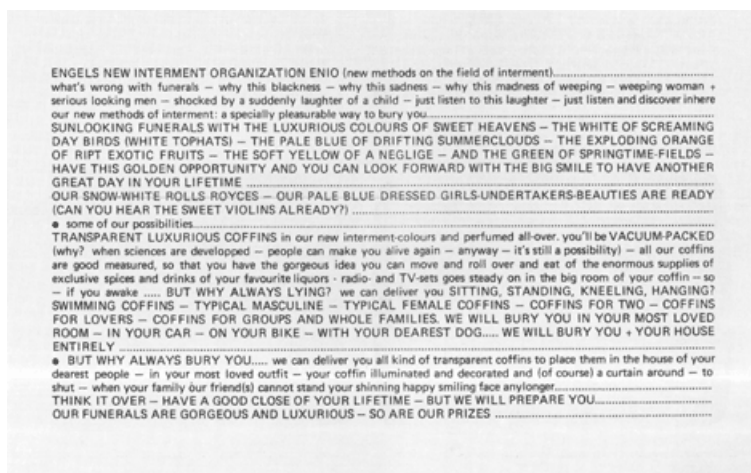 ENGELS NEW INTERMENT ORGANIZATION ENIO (new methods on the field of interment)....................................................
what's wrong with funerals – why this blackness – why this sadness – why this madness of weeping – weeping woman +
serious looking men – shocked by a suddenly laughter of a child – just listen to this laughter – just listen and discover inhere
our new methods of interment: a specially pleasurable way to bury you....................................................
SUNLOOKING FUNERALS WITH THE LUXURIOUS COLOURS OF SWEET HEAVENS – THE WHITE OF SCREAMING
DAY BIRDS (WHITE TOPHATS) – THE PALE BLUE OF DRIFTING SUMMERCLOUDS – THE EXPLODING ORANGE
OF RIPT EXOTIC FRUITS – THE SOFT YELLOW OF A NEGLIGE – AND THE GREEN OF SPRINGTIME-FIELDS –
HAVE THIS GOLDEN OPPORTUNITY AND YOU CAN LOOK FORWARD WITH THE BIG SMILE TO HAVE ANOTHER
GREAT DAY IN YOUR LIFETIME ....................................................
OUR SNOW-WHITE ROLLS ROYCES – OUR PALE BLUE DRESSED GIRLS-UNDERTAKERS-BEAUTIES ARE READY
(CAN YOU HEAR THE SWEET VIOLINS ALREADY?) ....................................................
● some of our possibilities....................................................
TRANSPARENT LUXURIOUS COFFINS in our new interment-colours and perfumed all-over. you'll be VACUUM-PACKED
(why? when sciences are developped – people can make you alive again – anyway – it's still a possibility) – all our coffins
are good measured, so that you have the gorgeous idea you can move and roll over and eat of the enormous supplies of
exclusive spices and drinks of your favourite liquors - radio- and TV-sets goes steady on in the big room of your coffin – so
– if you awake ..... BUT WHY ALWAYS LYING? we can deliver you SITTING, STANDING, KNEELING, HANGING?
SWIMMING COFFINS – TYPICAL MASCULINE – TYPICAL FEMALE COFFINS – COFFINS FOR TWO – COFFINS
FOR LOVERS – COFFINS FOR GROUPS AND WHOLE FAMILIES. WE WILL BURY YOU IN YOUR MOST LOVED
ROOM – IN YOUR CAR – ON YOUR BIKE – WITH YOUR DEAREST DOG..... WE WILL BURY YOU + YOUR HOUSE
ENTIRELY ....................................................
● BUT WHY ALWAYS BURY YOU..... we can deliver you all kind of transparent coffins to place them in the house of your
dearest people – in your most loved outfit – your coffin illuminated and decorated and (of course) a curtain around – to
shut – when your family our friend(s) cannot stand your shinning happy smiling face anylonger....................................................
THINK IT OVER – HAVE A GOOD CLOSE OF YOUR LIFETIME – BUT WE WILL PREPARE YOU....................................................
OUR FUNERALS ARE GORGEOUS AND LUXURIOUS – SO ARE OUR PRIZES ....................................................